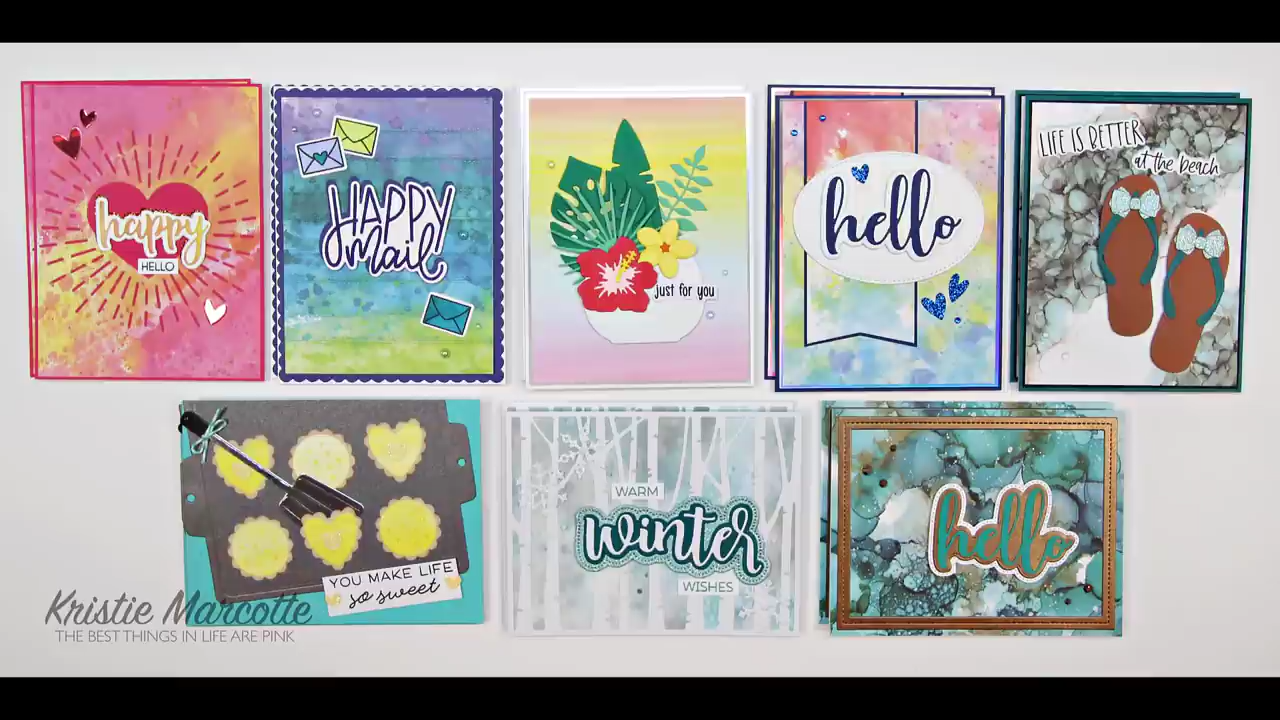 happy
HELLO
HAPPY
mail
just for you
hello
LIFE IS BETTER
at the beach
YOU MAKE LIFE
so sweet
WARM
winter
WISHES
hello
Kristie Marcotte
THE BEST THINGS IN LIFE ARE PINK